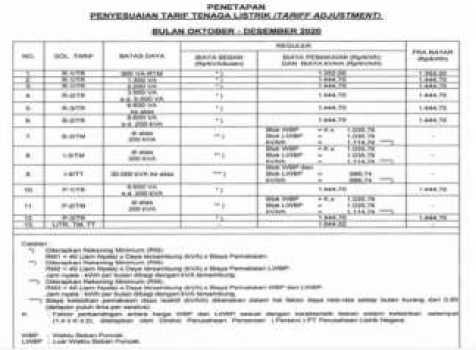 PENETAPAN
PENYESUAIAN TARIF TENAGA LISTRIK (TARIFF ADJUSTMENT)
BULAN OKTOBER - DESEMBER 2020
REGULER
NO. GOL. TARIF BATAS DAYA BIAYA BEBAN (Rp/kVA/bulan) BIAYA PEMAKAIAN (Rp/kWh) DAN BIAYA kVArh (Rp/kVArh) PRA BAYAR (Rp/kWh)
1. R-1/TR 900 VA-RTM *) 1.352,00 1.352,00
2. R-1/TR 1.300 VA *) 1.444,70 1.444,70
3. R-1/TR 2.200 VA *) 1.444,70 1.444,70
4. R-2/TR 3.500 VA s.d. 5.500 VA *) 1.444,70 1.444,70
5. R-3/TR 6.600 VA ke atas *) 1.444,70 1.444,70
6. B-2/TR 6.600 VA s.d. 200 kVA *) 1.444,70 1.444,70
7. B-3/TM di atas 200 kVA **) Blok WBP = K x 1.035,78
Blok LWBP = 1.035,78
kVArh = 1.114,74 ****) -
8. I-3/TM di atas 200 kVA **) Blok WBP = K x 1.035,78
Blok LWBP = 1.035,78
kVArh = 1.114,74 ****) -
9. I-4/TT 30.000 kVA ke atas ***) Blok WBP dan
Blok LWBP = 996,74
kVArh = 996,74 ****) -
10. P-1/TR 6.600 VA s.d. 200 kVA *) 1.444,70 1.444,70
11. P-2/TM di atas 200 kVA **) Blok WBP = K x 1.035,78
Blok LWBP = 1.035,78
kVArh = 1.114,74 ****) -
12. P-3/TR *) 1.444,70 1.444,70
13. L/TR, TM, TT - 1.644,52 -
Catatan :
*) Diterapkan Rekening Minimum (RM):
RM1 = 40 (Jam Nyala) x Daya tersambung (kVA) x Biaya Pemakaian.
**) Diterapkan Rekening Minimum (RM):
RM2 = 40 (Jam Nyala) x Daya tersambung (kVA) x Biaya Pemakaian LWBP.
Jam nyala : kWh per bulan dibagi dengan kVA tersambung.
***) Diterapkan Rekening Minimum (RM):
RM3 = 40 (Jam Nyala) x Daya tersambung (kVA) x Biaya Pemakaian WBP dan LWBP.
Jam nyala : kWh per bulan dibagi dengan kVA tersambung.
****) Biaya kelebihan pemakaian daya reaktif (kVArh) dikenakan dalam hal faktor daya rata-rata setiap bulan kurang dari 0,85
(delapan puluh lima per seratus).
K : Faktor perbandingan antara harga WBP dan LWBP sesuai dengan karakteristik beban sistem kelistrikan setempat
(1,4 ≤ K ≤ 2), ditetapkan oleh Direksi Perusahaan Perseroan (Persero) PT Perusahaan Listrik Negara.
WBP : Waktu Beban Puncak.
LWBP : Luar Waktu Beban Puncak.